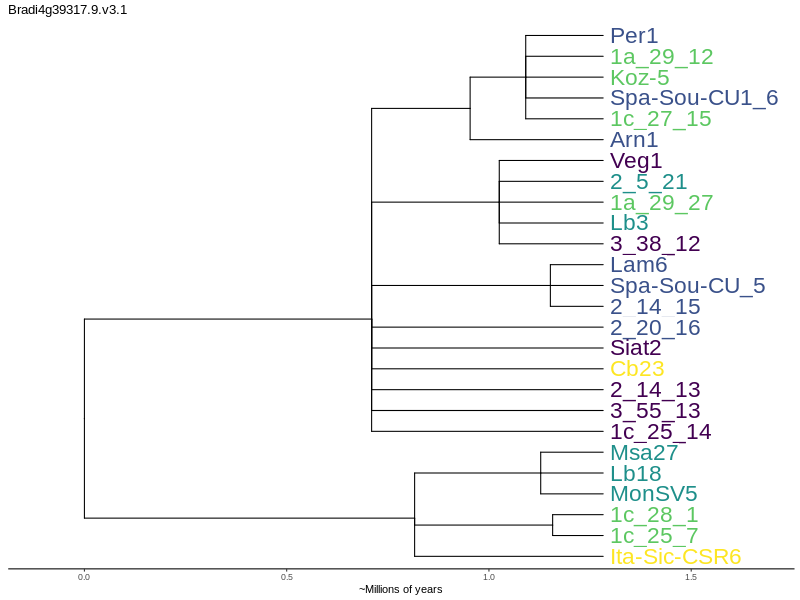 Bradi4g39317.9.v3.1
Per1
1a_29_12
Koz-5
Spa-Sou-CU1_6
1c_27_15
Arn1
Veg1
2_5_21
1a_29_27
Lb3
3_38_12
Lam6
Spa-Sou-CU_5
2_14_15
2_20_16
Siat2
Cb23
2_14_13
3_55_13
1c_25_14
Msa27
Lb18
MonSV5
1c_28_1
1c_25_7
Ita-Sic-CSR6
0.0 0.5 1.0 1.5
~Millions of years